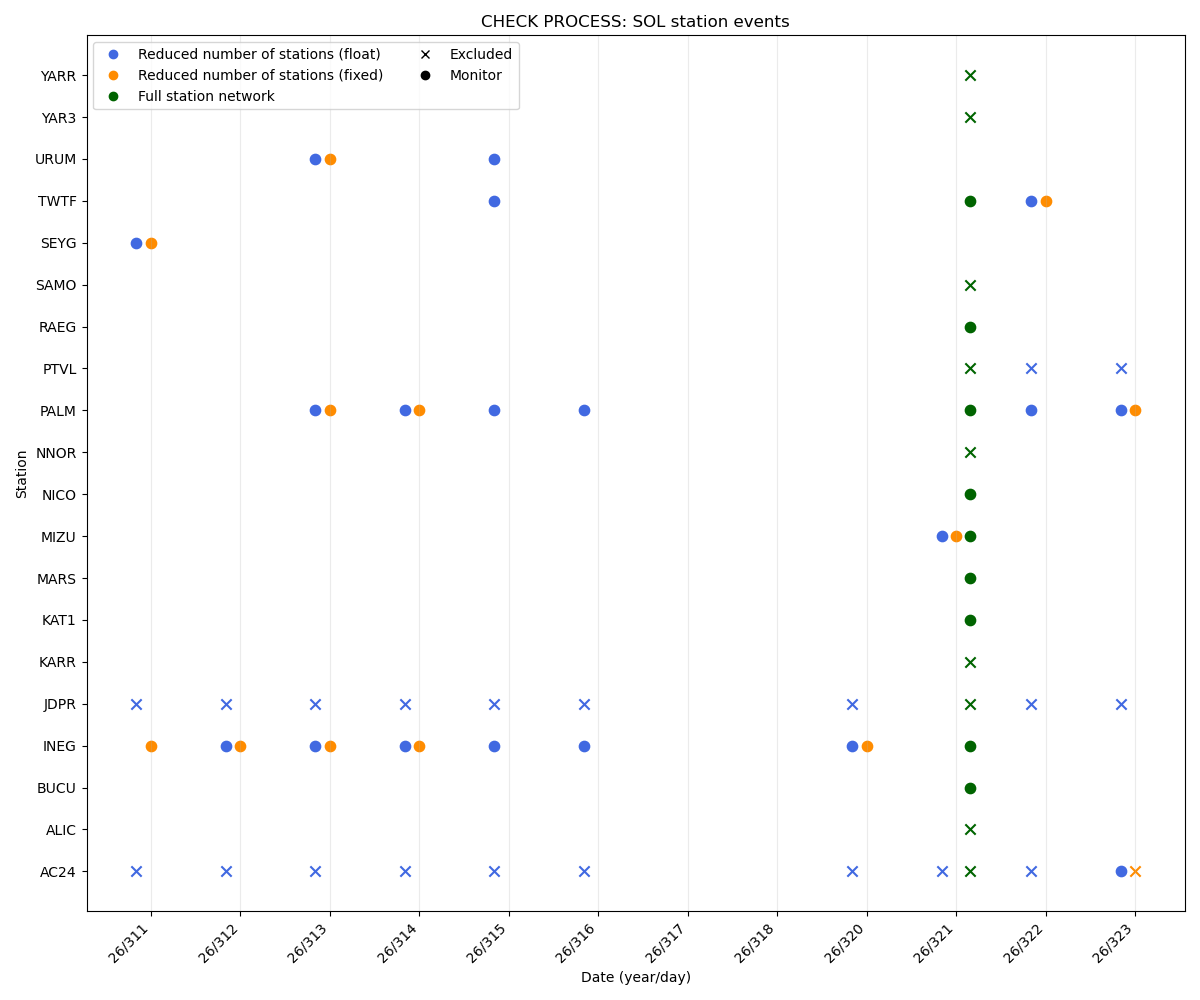 CHECK PROCESS: SOL station events
Reduced number of stations (float)
Reduced number of stations (fixed)
Full station network
Excluded
Monitor
Station
YARR
YAR3
URUM
TWTF
SEYG
SAMO
RAEG
PTVL
PALM
NNOR
NICO
MIZU
MARS
KAT1
KARR
JDPR
INEG
BUCU
ALIC
AC24
26/311
26/312
26/313
26/314
26/315
26/316
26/317
26/318
26/320
26/321
26/322
26/323
Date (year/day)